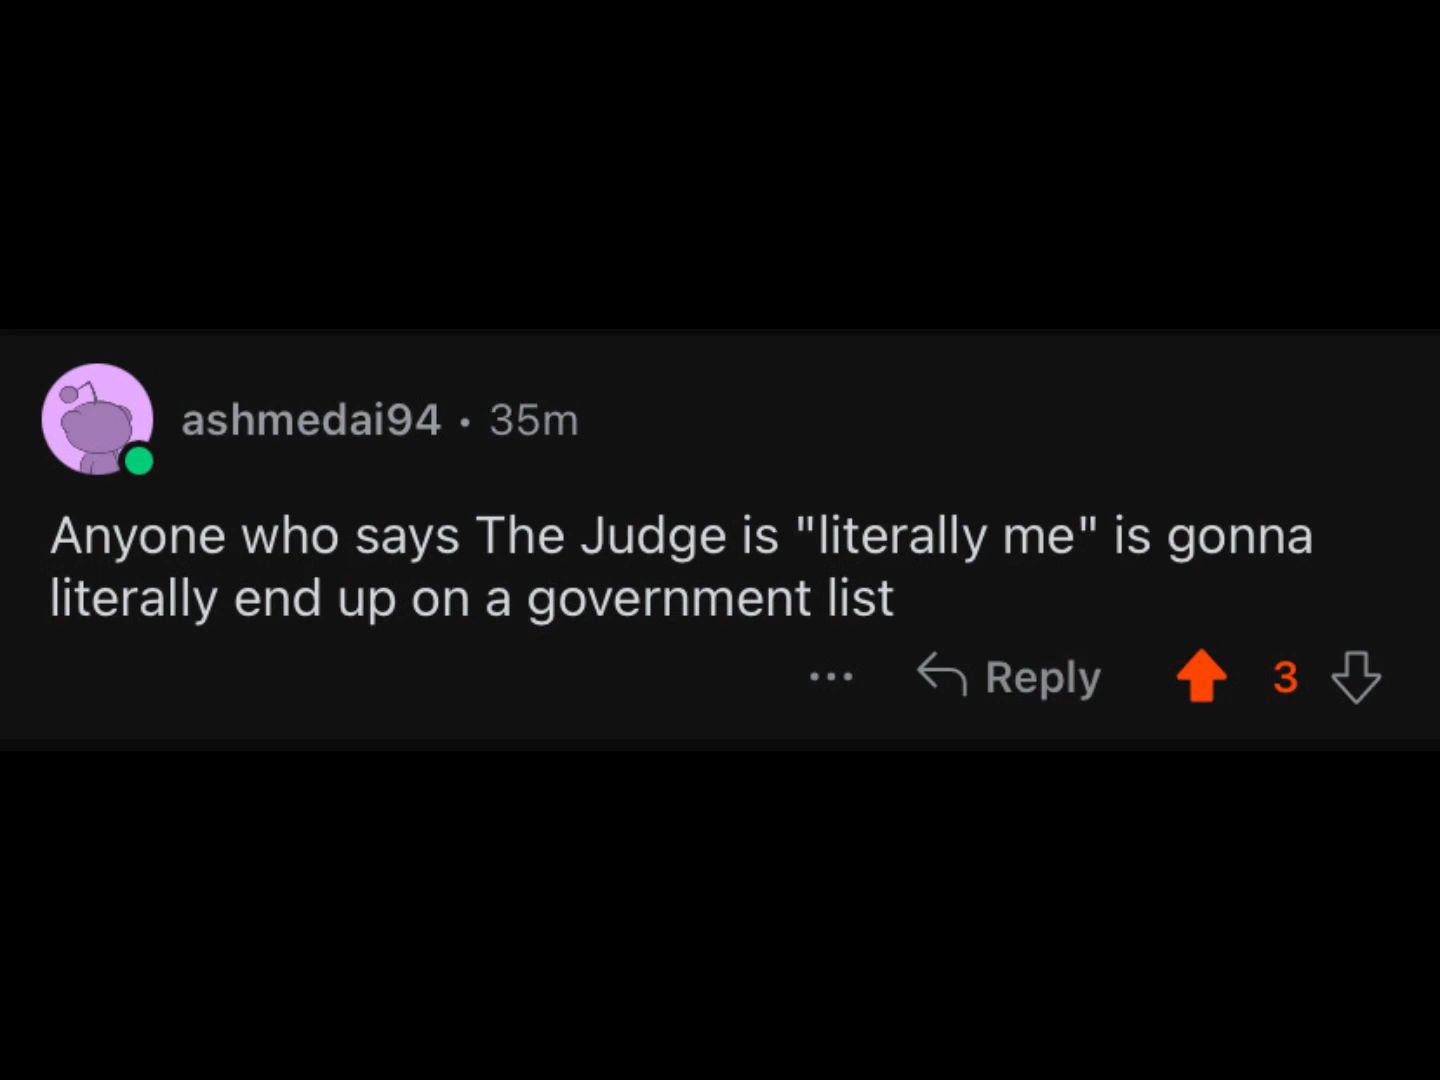 ashmedai94 • 35m
Anyone who says The Judge is "literally me" is gonna
literally end up on a government list
... Reply 3